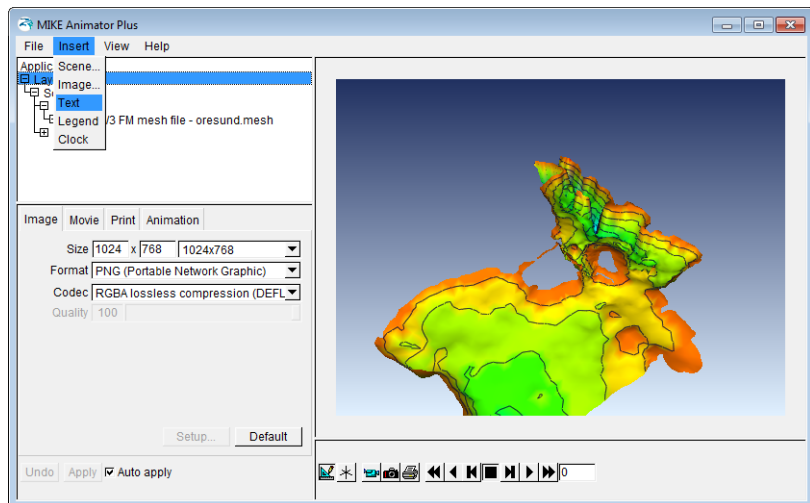 MIKE Animator Plus
File Insert View Help
Applic
Scene...
Lay
Image...
S
Text
/3 FM mesh file - oresund.mesh
Legend
Clock
Image Movie Print Animation
Size 1024 x 768 1024x768
Format PNG (Portable Network Graphic)
Codec RGBA lossless compression (DEFL
Quality 100
Setup... Default
Undo Apply Auto apply
0